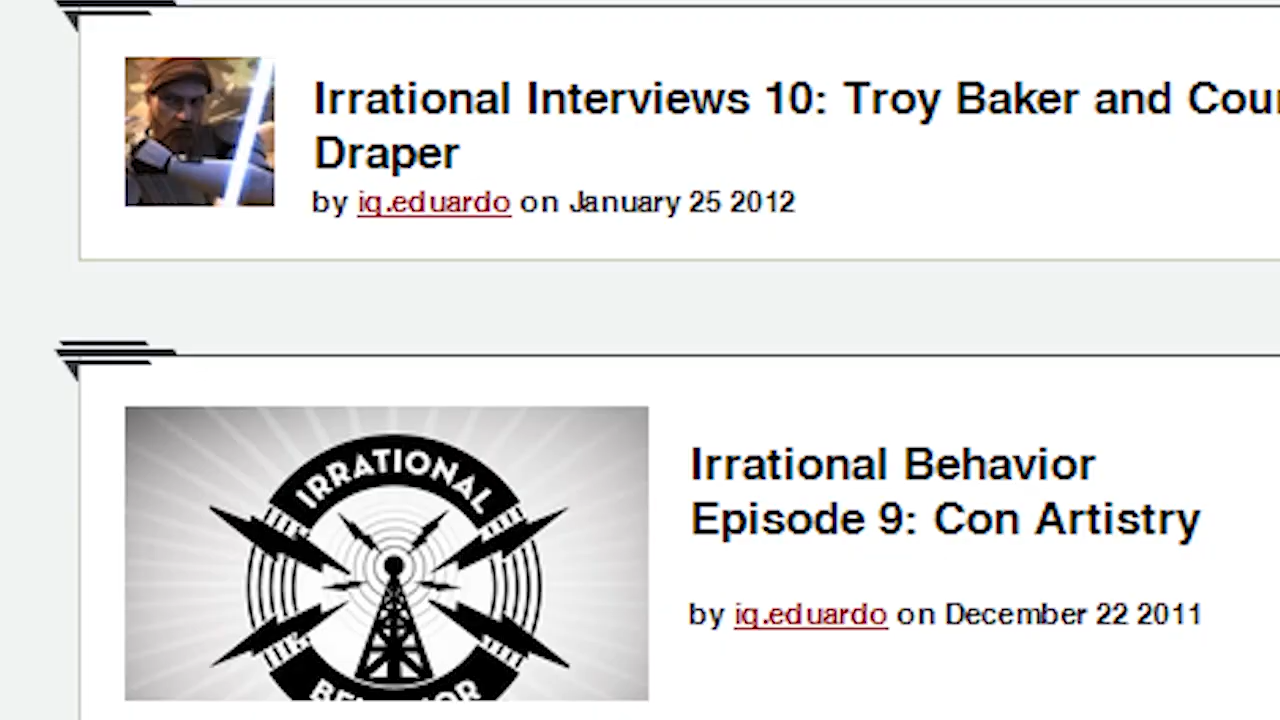 Irrational Interviews 10: Troy Baker and
Draper
by iq.eduardo on January 25 2012
IRRATIONAL
Irrational Behavior
Episode 9: Con Artistry
by iq.eduardo on December 22 2011